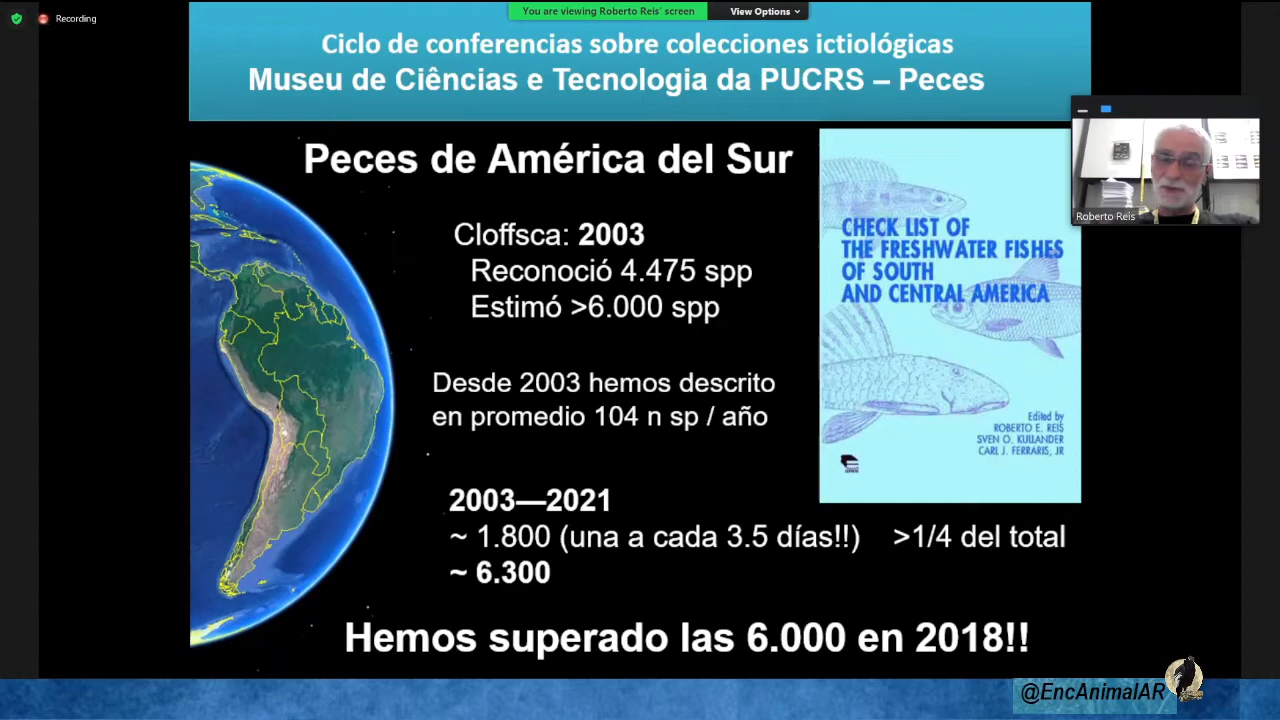 Recording
You are viewing Roberto Reis' screen
View Options
Ciclo de conferencias sobre colecciones ictiológicas
Museu de Ciências e Tecnologia da PUCRS – Peces
Peces de América del Sur
Cloffsca: 2003
Reconoció 4.475 spp
Estimó >6.000 spp
Desde 2003 hemos descrito
en promedio 104 n sp / año
2003—2021
~ 1.800 (una a cada 3.5 días!!) >1/4 del total
~ 6.300
Hemos superado las 6.000 en 2018!!
CHECK LIST OF
THE FRESHWATER FISHES
OF SOUTH
AND CENTRAL AMERICA
Edited by
ROBERTO E. REIS
SVEN O. KULLANDER
CARL J. FERRARIS, JR
Roberto Reis
@EncAnimalAR